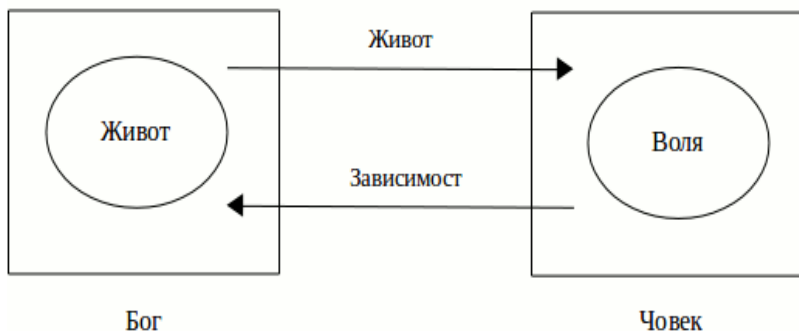 Живот
Живот
Воля
Зависимост
Бог
Човек